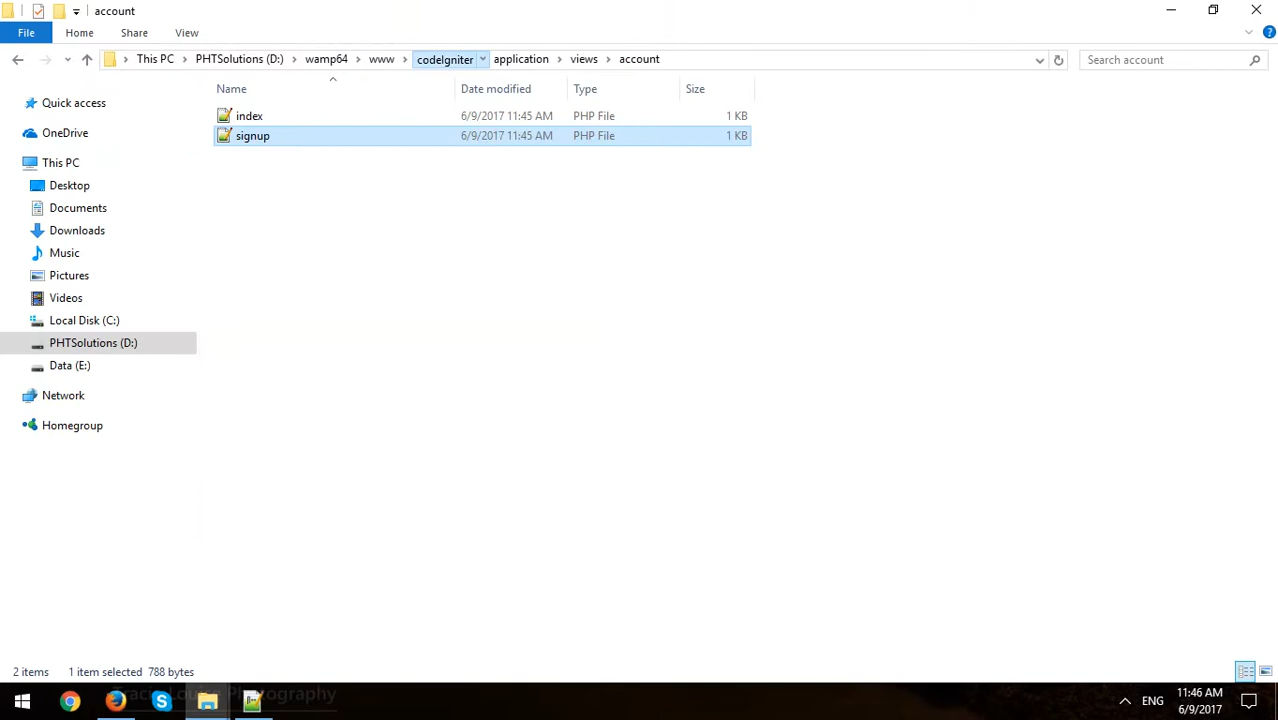 account
File Home Share View
This PC PHTSolutions (D:) wamp64 www codeIgniter application views account Search account
Name Date modified Type Size
index 6/9/2017 11:45 AM PHP File 1 KB
signup 6/9/2017 11:45 AM PHP File 1 KB
Quick access
OneDrive
This PC
Desktop
Documents
Downloads
Music
Pictures
Videos
Local Disk (C:)
PHTSolutions (D:)
Data (E:)
Network
Homegroup
2 items 1 item selected 788 bytes
Photography
ENG 11:46 AM
6/9/2017